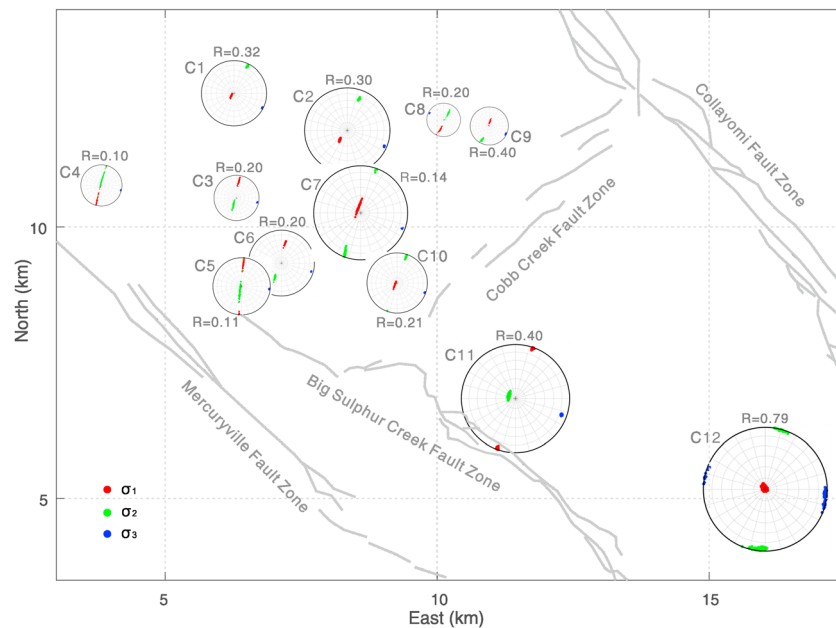 R=0.32
C1
R=0.30
C2
R=0.20
C8
C9
R=0.40
Collayomi Fault Zone
R=0.10
C4
R=0.20
C3
C7
R=0.14
10
R=0.20
C6
C5
C10
Cobb Creek Fault Zone
R=0.11
R=0.21
North (km)
R=0.40
C11
Mercuryville Fault Zone
Big Sulphur Creek Fault Zone
R=0.79
C12
σ1
σ2
σ3
5
5
10
15
East (km)